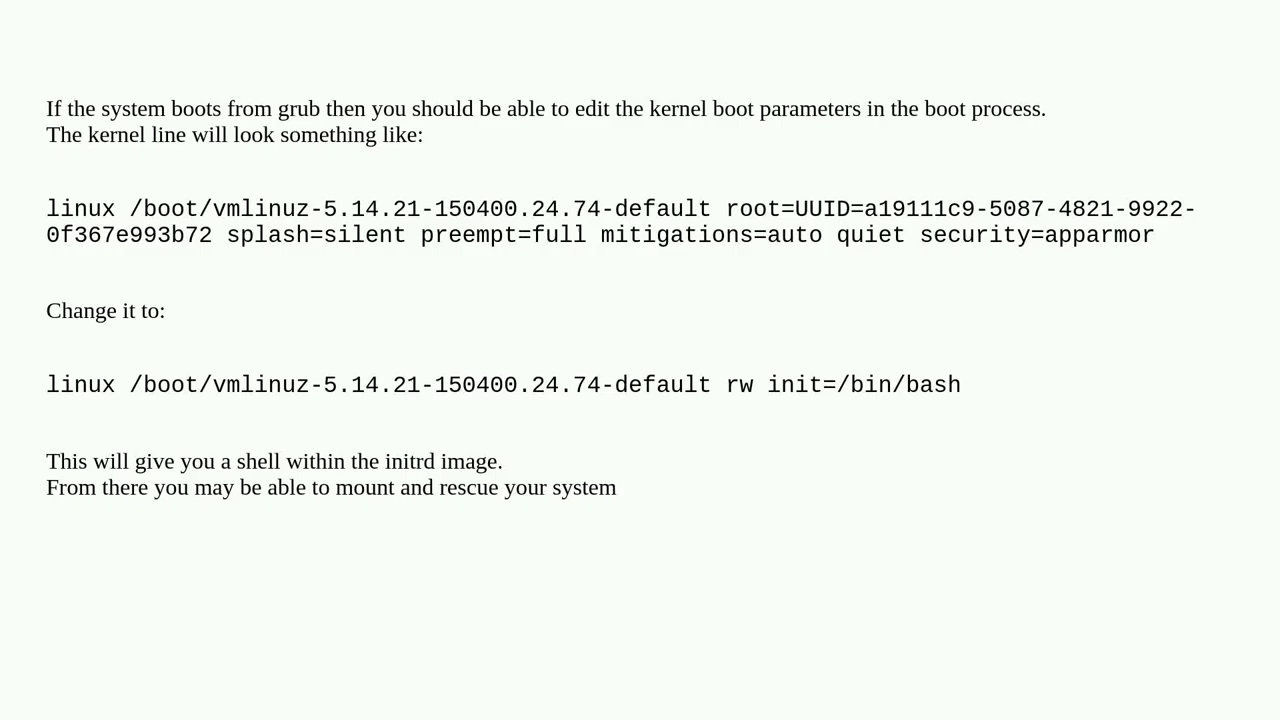 If the system boots from grub then you should be able to edit the kernel boot parameters in the boot process.
The kernel line will look something like:
linux /boot/vmlinuz-5.14.21-150400.24.74-default root=UUID=a19111c9-5087-4821-9922-
0f367e993b72 splash=silent preempt=full mitigations=auto quiet security=apparmor
Change it to:
linux /boot/vmlinuz-5.14.21-150400.24.74-default rw init=/bin/bash
This will give you a shell within the initrd image.
From there you may be able to mount and rescue your system